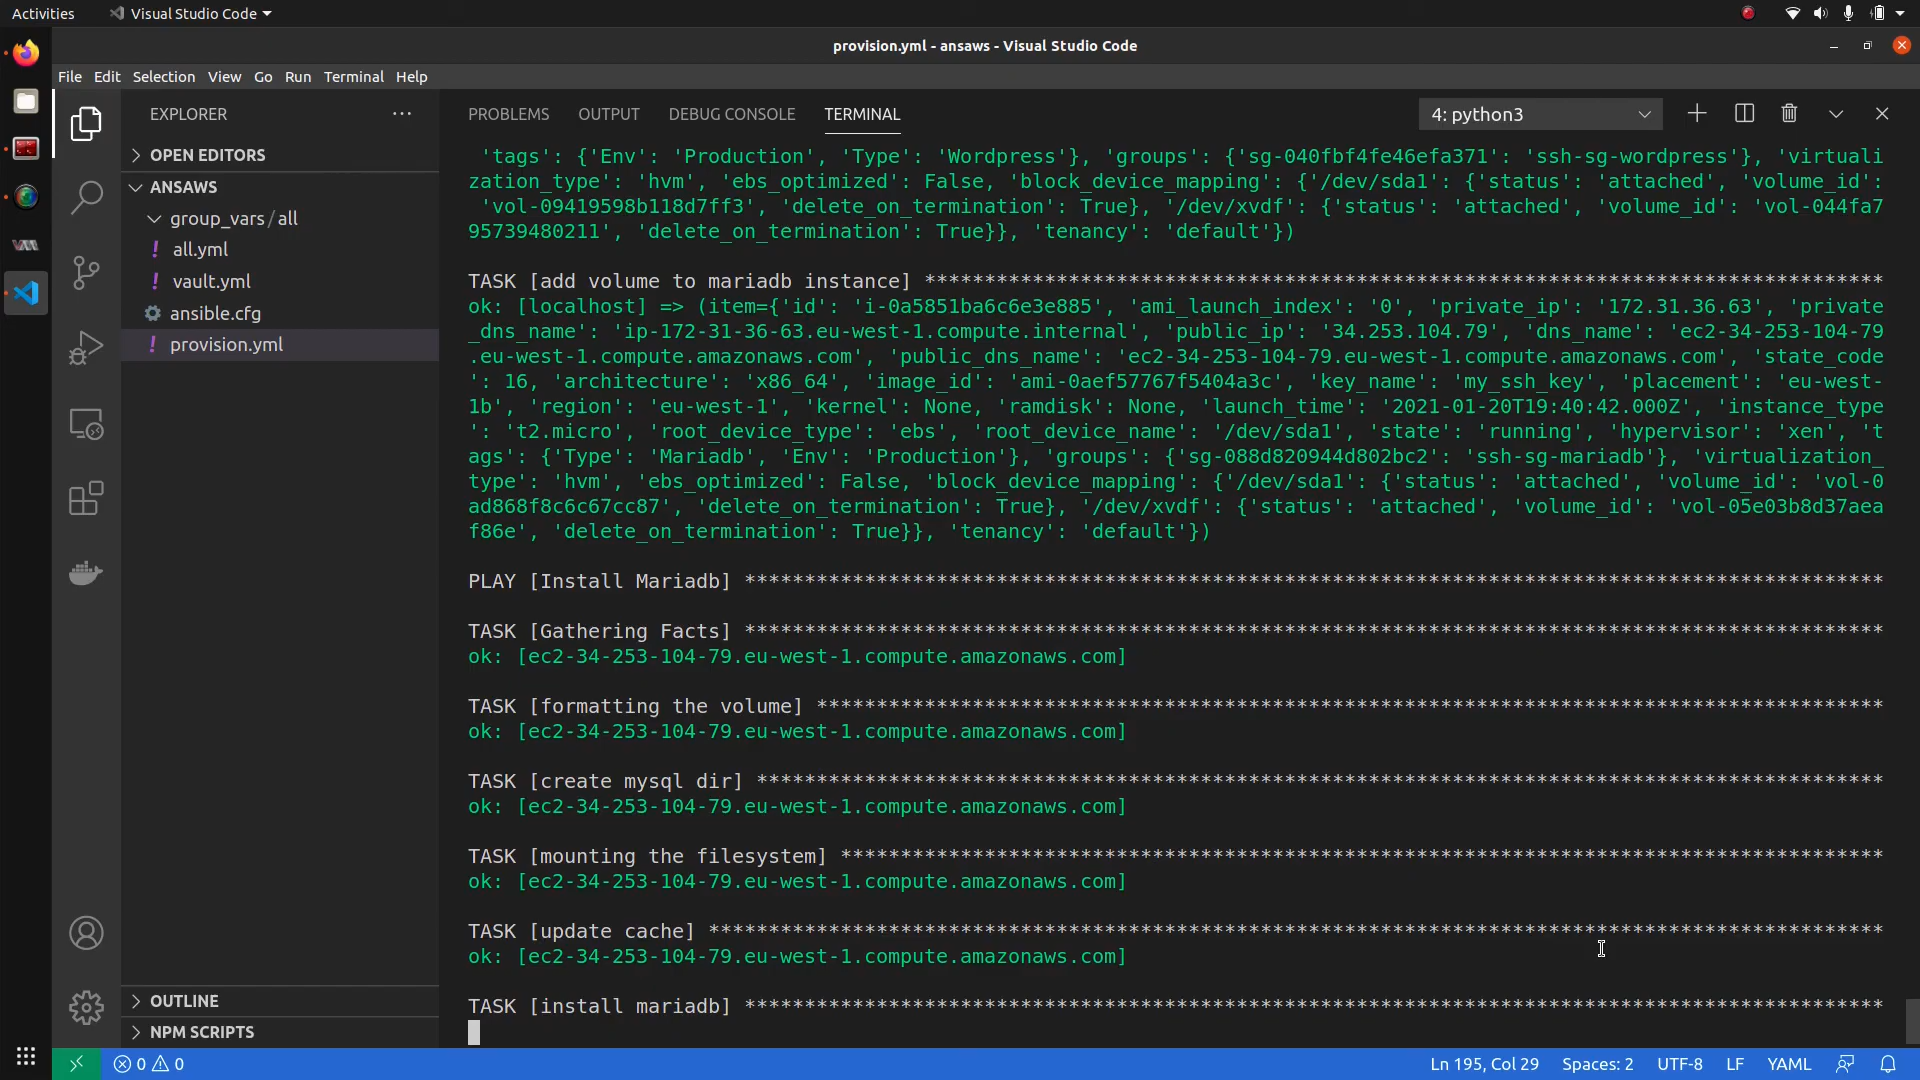 Activities
Visual Studio Code
provision.yml - ansaws - Visual Studio Code
File Edit Selection View Go Run Terminal Help
EXPLORER
OPEN EDITORS
ANSAWS
group_vars/all
! all.yml
! vault.yml
ansible.cfg
! provision.yml
OUTLINE
NPM SCRIPTS
PROBLEMS OUTPUT DEBUG CONSOLE TERMINAL
4: python3
'tags': {'Env': 'Production', 'Type': 'Wordpress'}, 'groups': {'sg-040fbf4fe46efa371': 'ssh-sg-wordpress'}, 'virtuali
zation_type': 'hvm', 'ebs_optimized': False, 'block_device_mapping': {'/dev/sda1': {'status': 'attached', 'volume_id':
'vol-09419598b118d7ff3', 'delete_on_termination': True}, '/dev/xvdf': {'status': 'attached', 'volume_id': 'vol-044fa7
95739480211', 'delete_on_termination': True}}, 'tenancy': 'default'})
TASK [add volume to mariadb instance] ********************************************************************************
ok: [localhost] => (item={'id': 'i-0a5851ba6c6e3e885', 'ami_launch_index': '0', 'private_ip': '172.31.36.63', 'private
_dns_name': 'ip-172-31-36-63.eu-west-1.compute.internal', 'public_ip': '34.253.104.79', 'dns_name': 'ec2-34-253-104-79
.eu-west-1.compute.amazonaws.com', 'public_dns_name': 'ec2-34-253-104-79.eu-west-1.compute.amazonaws.com', 'state_code
': 16, 'architecture': 'x86_64', 'image_id': 'ami-0aef57767f5404a3c', 'key_name': 'my_ssh_key', 'placement': 'eu-west-
1b', 'region': 'eu-west-1', 'kernel': None, 'ramdisk': None, 'launch_time': '2021-01-20T19:40:42.000Z', 'instance_type
': 't2.micro', 'root_device_type': 'ebs', 'root_device_name': '/dev/sda1', 'state': 'running', 'hypervisor': 'xen', 't
ags': {'Type': 'Mariadb', 'Env': 'Production'}, 'groups': {'sg-088d820944d802bc2': 'ssh-sg-mariadb'}, 'virtualization_
type': 'hvm', 'ebs_optimized': False, 'block_device_mapping': {'/dev/sda1': {'status': 'attached', 'volume_id': 'vol-0
ad868f8c6c67cc87', 'delete_on_termination': True}, '/dev/xvdf': {'status': 'attached', 'volume_id': 'vol-05e03b8d37aea
f86e', 'delete_on_termination': True}}, 'tenancy': 'default'})
PLAY [Install Mariadb] ***********************************************************************************************
TASK [Gathering Facts] ***********************************************************************************************
ok: [ec2-34-253-104-79.eu-west-1.compute.amazonaws.com]
TASK [formatting the volume] *****************************************************************************************
ok: [ec2-34-253-104-79.eu-west-1.compute.amazonaws.com]
TASK [create mysql dir] **********************************************************************************************
ok: [ec2-34-253-104-79.eu-west-1.compute.amazonaws.com]
TASK [mounting the filesystem] ***************************************************************************************
ok: [ec2-34-253-104-79.eu-west-1.compute.amazonaws.com]
TASK [update cache] **************************************************************************************************
ok: [ec2-34-253-104-79.eu-west-1.compute.amazonaws.com]
TASK [install mariadb] ***********************************************************************************************
0 0
Ln 195, Col 29 Spaces: 2 UTF-8 LF YAML